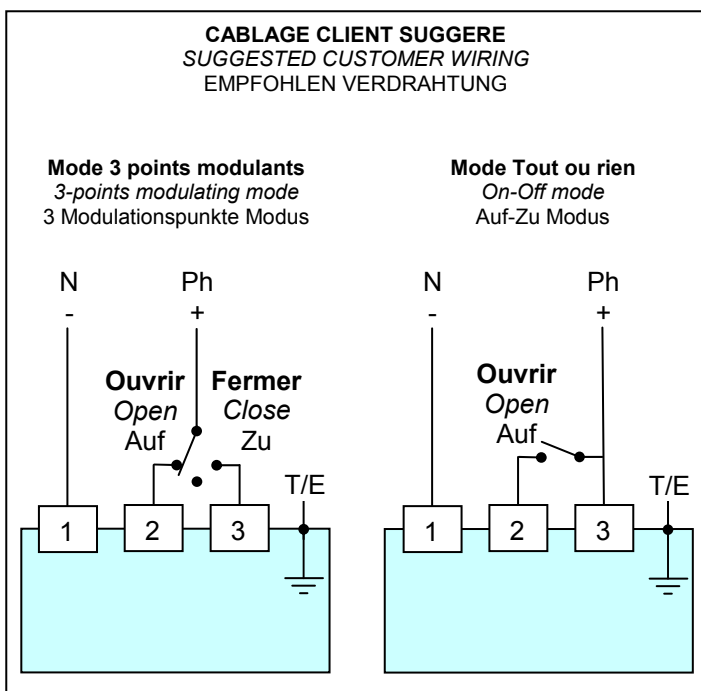 CABLAGE CLIENT SUGGERE
SUGGESTED CUSTOMER WIRING
EMPFOHLEN VERDRAHTUNG
Mode 3 points modulants
3-points modulating mode
3 Modulationspunkte Modus
N Ph
- +
Ouvrir Fermer
Open Close
Auf Zu
T/E
1 2 3
Mode Tout ou rien
On-Off mode
Auf-Zu Modus
N Ph
- +
Ouvrir
Open
Auf
T/E
1 2 3